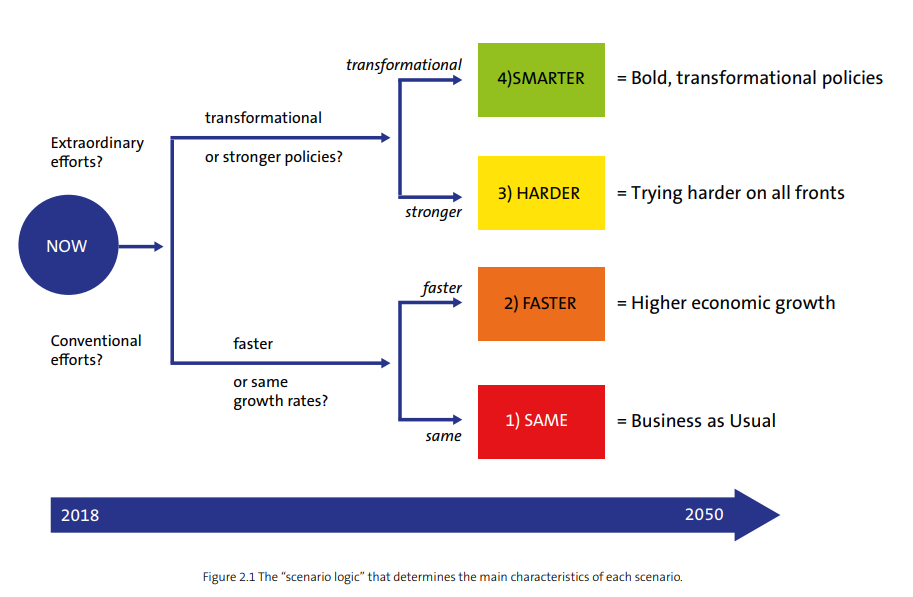 transformational
4)SMARTER
= Bold, transformational policies
transformational
Extraordinary
efforts?
or stronger policies?
3) HARDER
= Trying harder on all fronts
stronger
NOW
faster
2) FASTER
= Higher economic growth
Conventional
efforts?
faster
or same
growth rates?
1) SAME
= Business as Usual
same
2018
2050
Figure 2.1 The “scenario logic” that determines the main characteristics of each scenario.